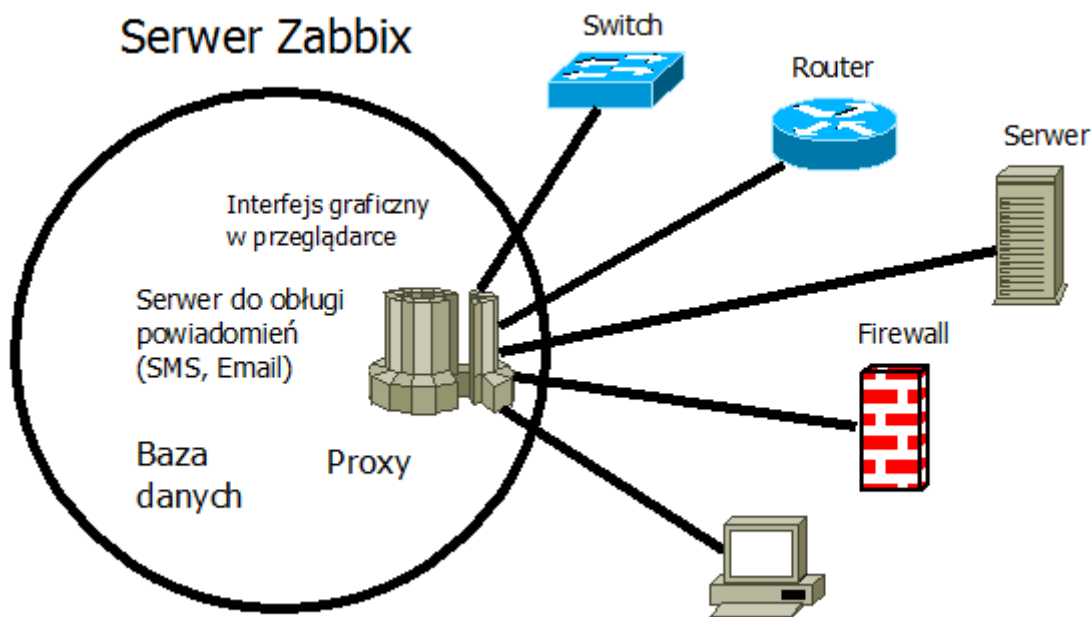 Serwer Zabbix
Switch
Router
Serwer
Interfejs graficzny
w przeglądarce
Serwer do obługi
powiadomień
(SMS, Email)
Firewall
Baza
danych
Proxy